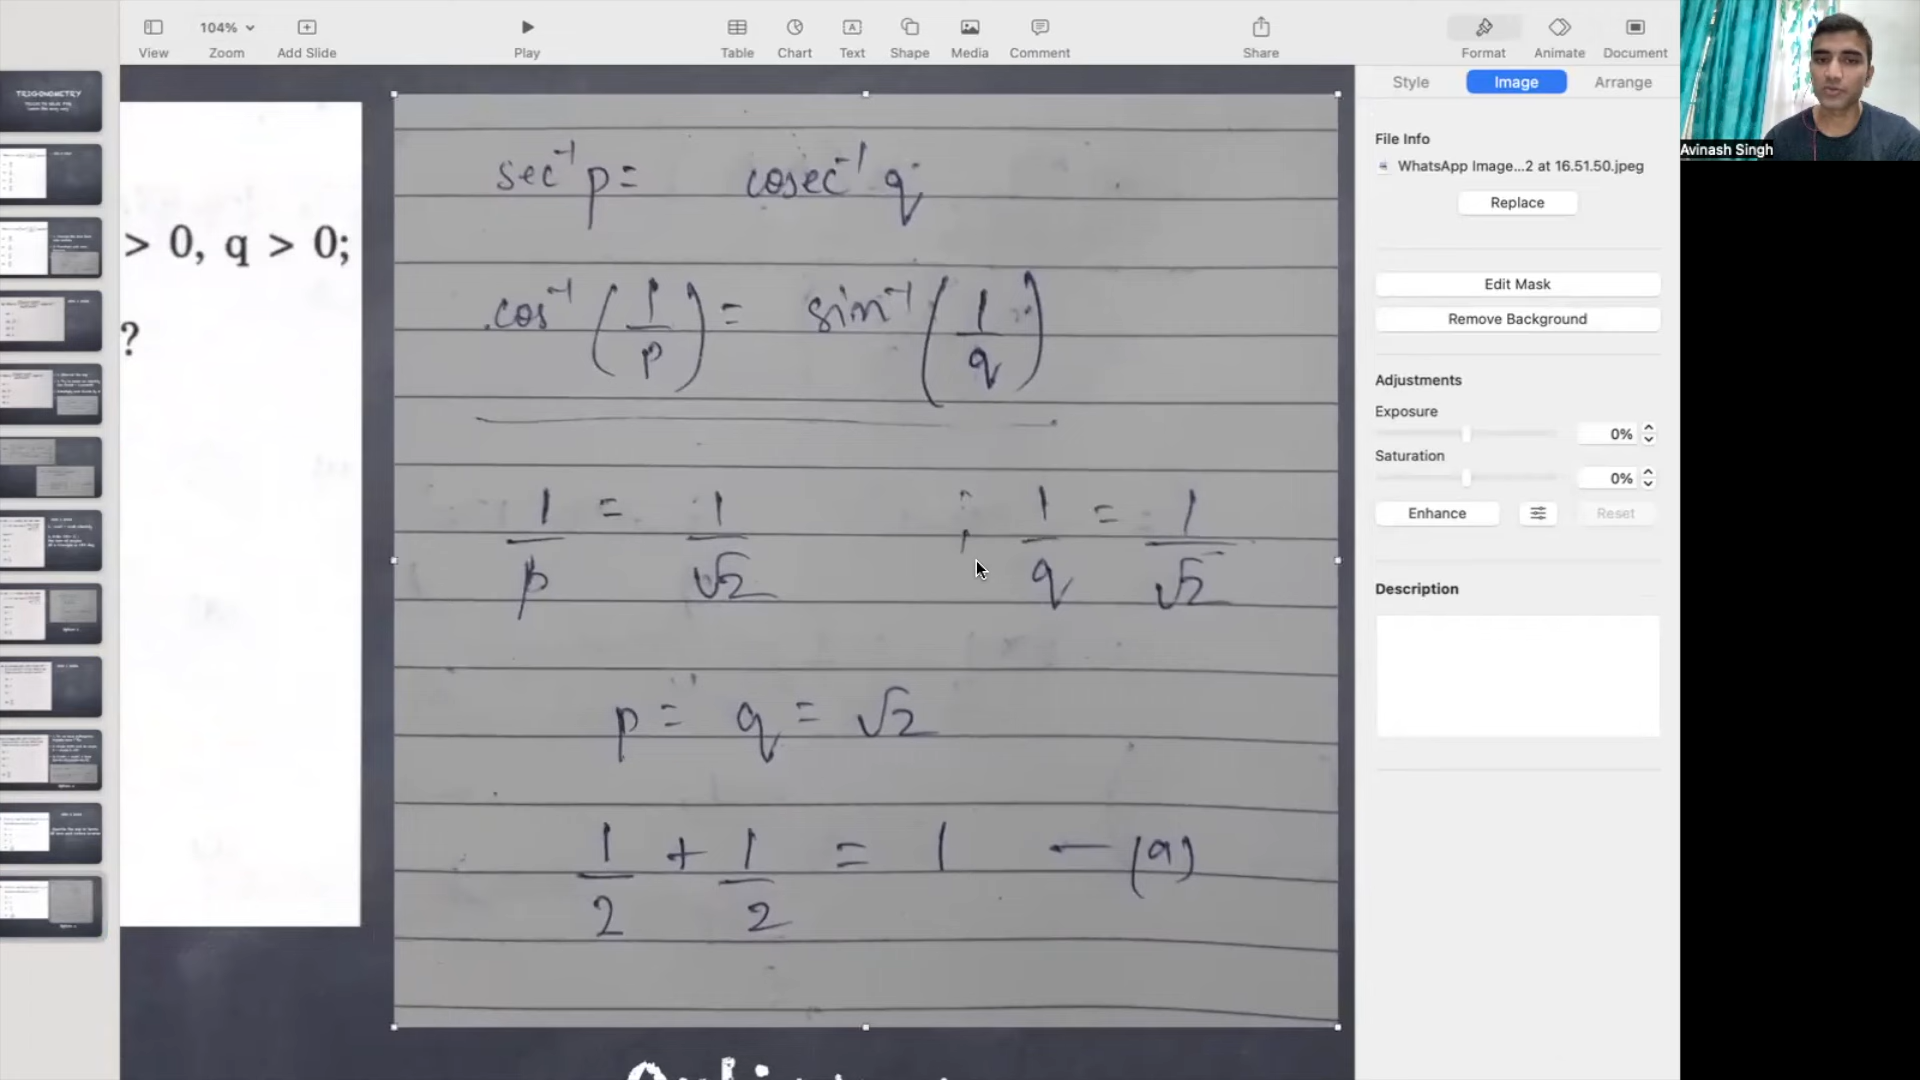 104%
View
Zoom
Add Slide
Play
Table
Chart
Text
Shape
Media
Comment
Share
Format
Animate
Document
Style
Image
Arrange
Avinash Singh
TRIGONOMETRY
> 0, q > 0;
?
sec⁻¹ p = cosec⁻¹ q
cos⁻¹ (1/p) = sin⁻¹ (1/q)
1/p = 1/√2 ; 1/q = 1/√2
p = q = √2
1/2 + 1/2 = 1 ← (a)
File Info
WhatsApp Image...2 at 16.51.50.jpeg
Replace
Edit Mask
Remove Background
Adjustments
Exposure
0%
Saturation
0%
Enhance
Reset
Description